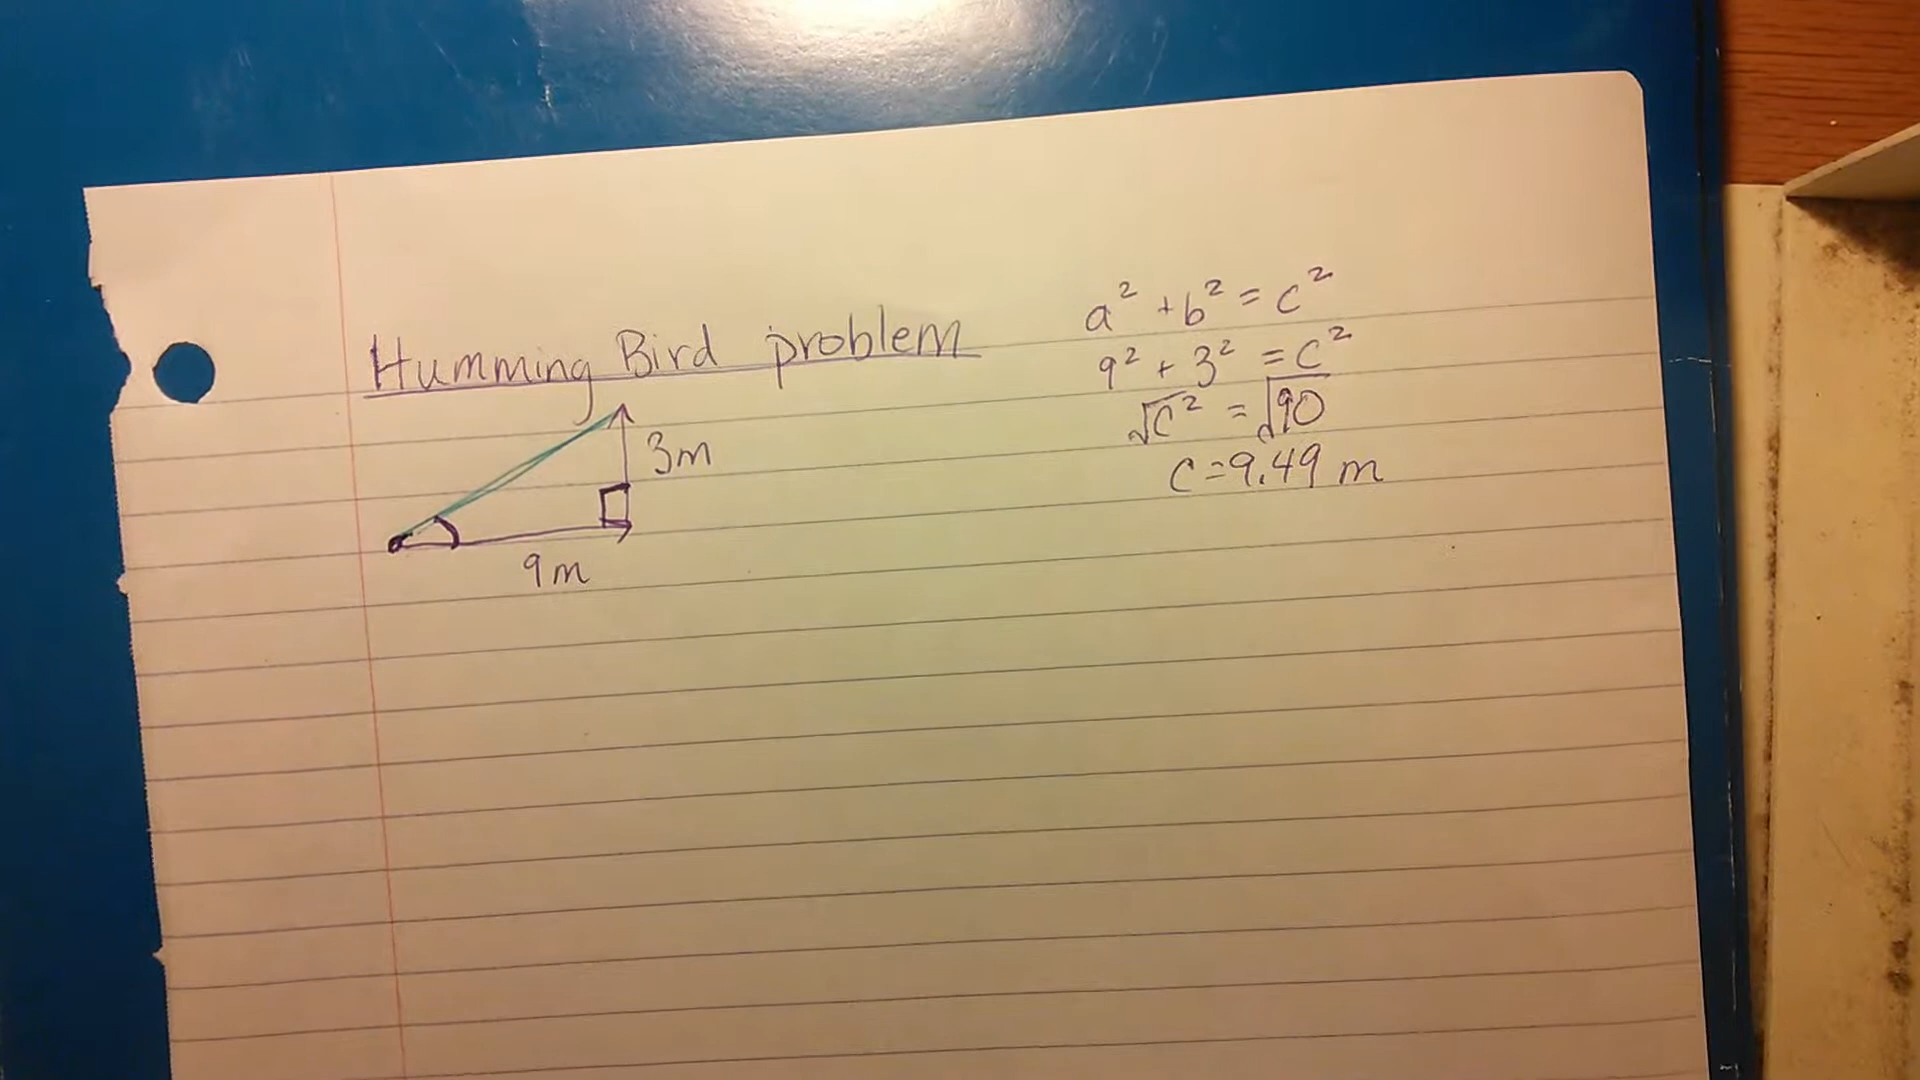 Humming Bird problem
3m
9m
a² + b² = c²
9² + 3² = c²
√c² = √90
c = 9.49 m